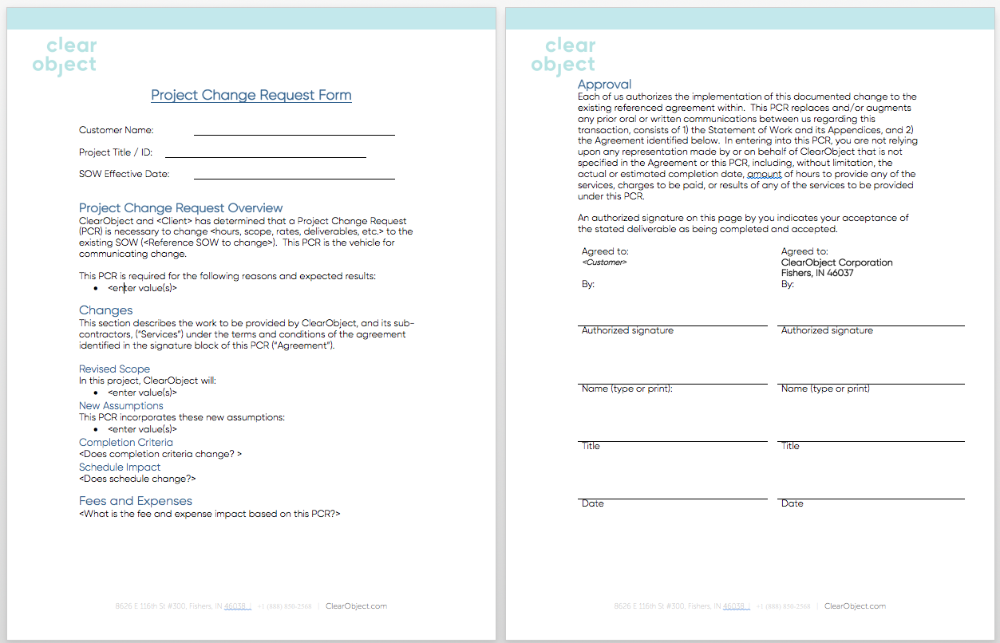 clear
object
Project Change Request Form
Customer Name:
Project Title / ID:
SOW Effective Date:
Project Change Request Overview
ClearObject and <Client> has determined that a Project Change Request
(PCR) is necessary to change <hours, scope, rates, deliverables, etc.> to the
existing SOW (<Reference SOW to change>).  This PCR is the vehicle for
communicating change.
This PCR is required for the following reasons and expected results:
• <enter value(s)>
Changes
This section describes the work to be provided by ClearObject, and its sub-
contractors, (“Services”) under the terms and conditions of the agreement
identified in the signature block of this PCR (“Agreement”).
Revised Scope
In this project, ClearObject will:
• <enter value(s)>
New Assumptions
This PCR incorporates these new assumptions:
• <enter value(s)>
Completion Criteria
<Does completion criteria change? >
Schedule Impact
<Does schedule change?>
Fees and Expenses
<What is the fee and expense impact based on this PCR?>
8626 E 116th St #300, Fishers, IN 46038 | +1 (888) 850-2568 | ClearObject.com
clear
object
Approval
Each of us authorizes the implementation of this documented change to the
existing referenced agreement within.  This PCR replaces and/or augments
any prior oral or written communications between us regarding this
transaction, consists of 1) the Statement of Work and its Appendices, and 2)
the Agreement identified below.  In entering into this PCR, you are not relying
upon any representation made by or on behalf of ClearObject that is not
specified in the Agreement or this PCR, including, without limitation, the
actual or estimated completion date, amount of hours to provide any of the
services, charges to be paid, or results of any of the services to be provided
under this PCR.
An authorized signature on this page by you indicates your acceptance of
the stated deliverable as being completed and accepted.
Agreed to: Agreed to:
<Customer> ClearObject Corporation
Fishers, IN 46037
By: By:
Authorized signature Authorized signature
Name (type or print): Name (type or print)
Title Title
Date Date
8626 E 116th St #300, Fishers, IN 46038 | +1 (888) 850-2568 | ClearObject.com